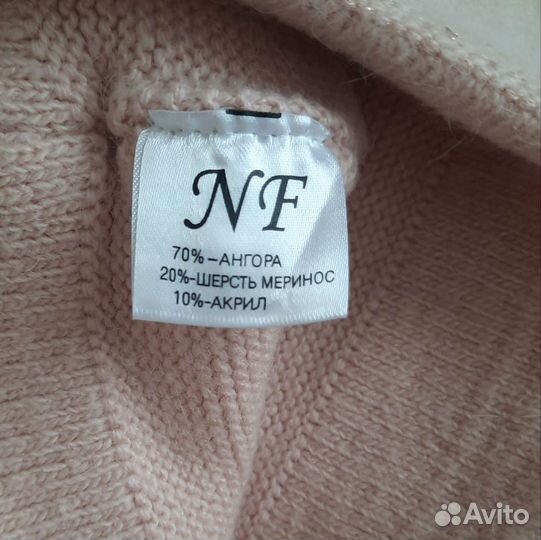 NF
70%-АНГОРА
20%-ШЕРСТЬ МЕРИНОС
10%-АКРИЛ
Avito